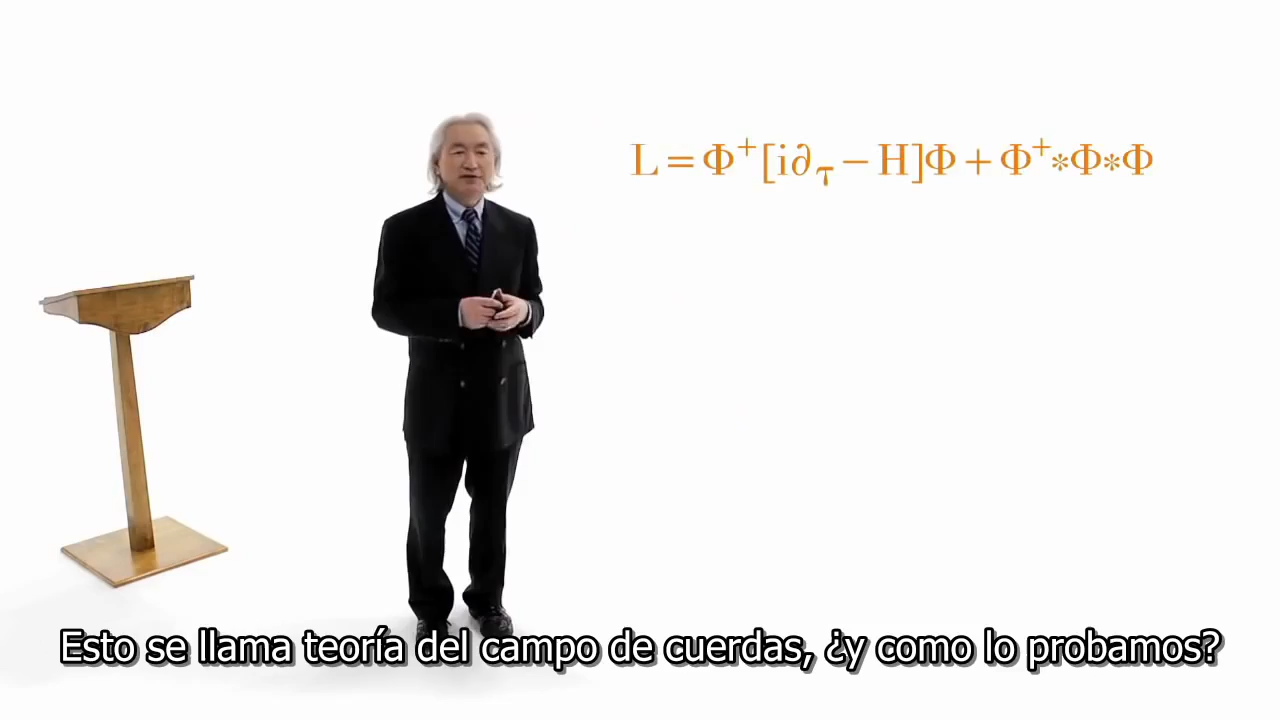 L = Φ⁺[i∂τ − H]Φ + Φ⁺*Φ*Φ
Esto se llama teoría del campo de cuerdas, ¿y como lo probamos?